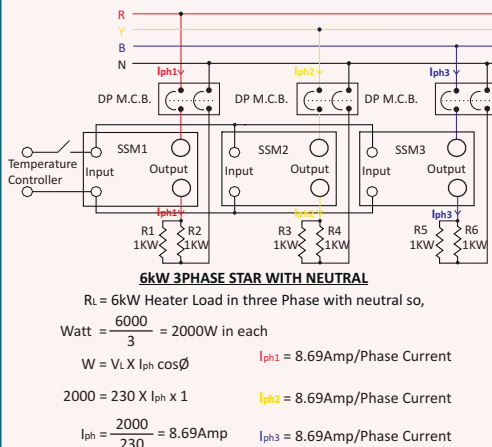 R
Y
B
N
Iph1 Iph2 Iph3
DP M.C.B. DP M.C.B. DP M.C.B.
SSM1 SSM2 SSM3
Temperature
Controller
Input Output Input Output Input Output
Iph1 Iph2 Iph3
R1 R2 R3 R4 R5 R6
1KW 1KW 1KW 1KW 1KW 1KW
6kW 3PHASE STAR WITH NEUTRAL
RL = 6kW Heater Load in three Phase with neutral so,
Watt = 6000/3 = 2000W in each
W = VL X Iph cosØ
Iph1 = 8.69Amp/Phase Current
2000 = 230 X Iph x 1
Iph2 = 8.69Amp/Phase Current
Iph = 2000/230 = 8.69Amp
Iph3 = 8.69Amp/Phase Current